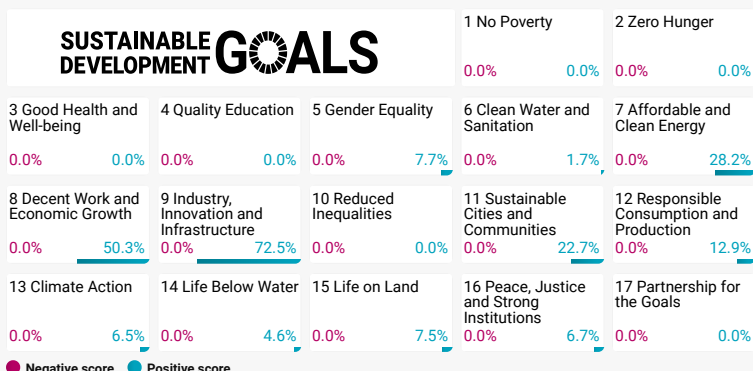 SUSTAINABLE
DEVELOPMENT
GOALS
1 No Poverty
0.0% 0.0%
2 Zero Hunger
0.0% 0.0%
3 Good Health and
Well-being
0.0% 0.0%
4 Quality Education
0.0% 0.0%
5 Gender Equality
0.0% 7.7%
6 Clean Water and
Sanitation
0.0% 1.7%
7 Affordable and
Clean Energy
0.0% 28.2%
8 Decent Work and
Economic Growth
0.0% 50.3%
9 Industry,
Innovation and
Infrastructure
0.0% 72.5%
10 Reduced
Inequalities
0.0% 0.0%
11 Sustainable
Cities and
Communities
0.0% 22.7%
12 Responsible
Consumption and
Production
0.0% 12.9%
13 Climate Action
0.0% 6.5%
14 Life Below Water
0.0% 4.6%
15 Life on Land
0.0% 7.5%
16 Peace, Justice
and Strong
Institutions
0.0% 6.7%
17 Partnership for
the Goals
0.0% 0.0%
Negative score Positive score